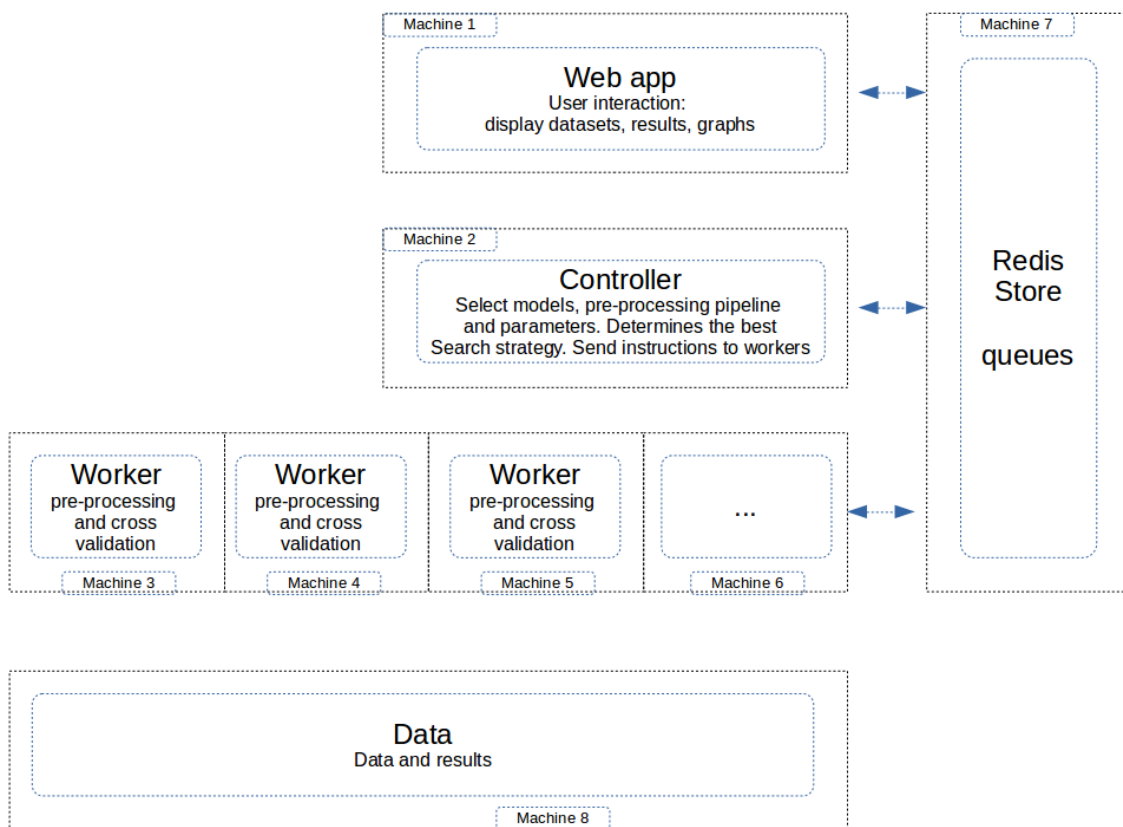 Machine 1
Web app
User interaction:
display datasets, results, graphs
Machine 2
Controller
Select models, pre-processing pipeline
and parameters. Determines the best
Search strategy. Send instructions to workers
Worker
pre-processing
and cross
validation
Machine 3
Worker
pre-processing
and cross
validation
Machine 4
Worker
pre-processing
and cross
validation
Machine 5
...
Machine 6
Machine 7
Redis
Store
queues
Data
Data and results
Machine 8